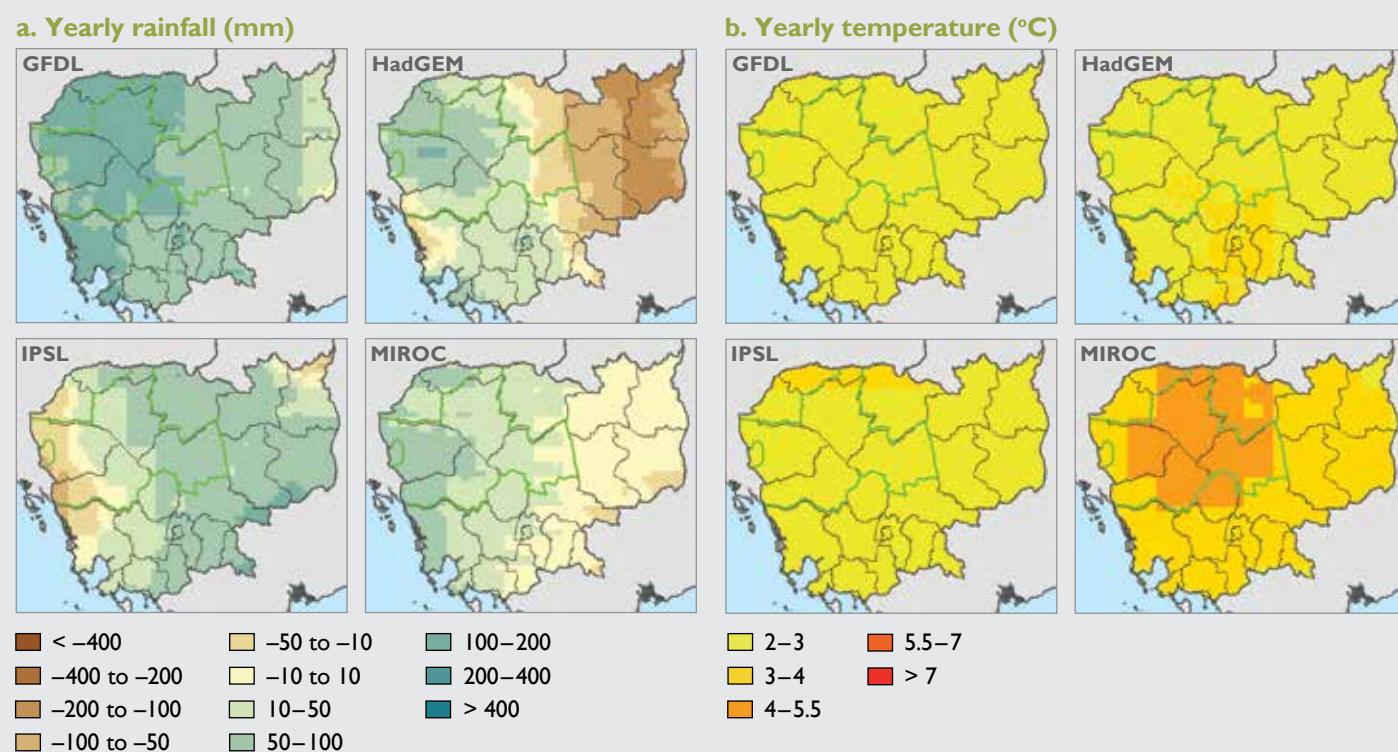 a. Yearly rainfall (mm)
GFDL
HadGEM
IPSL
MIROC
< –400
–400 to –200
–200 to –100
–100 to –50
–50 to –10
–10 to 10
10–50
50–100
100–200
200–400
> 400
b. Yearly temperature (°C)
GFDL
HadGEM
IPSL
MIROC
2–3
3–4
4–5.5
5.5–7
> 7